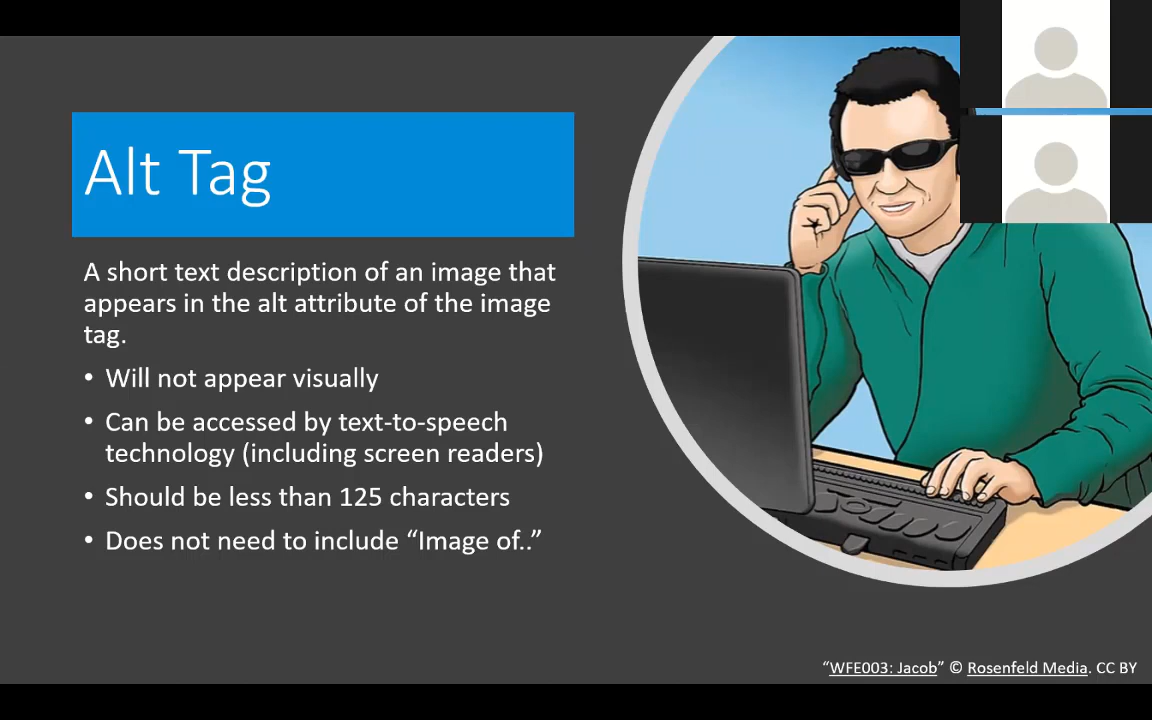 Alt Tag
A short text description of an image that
appears in the alt attribute of the image
tag.
• Will not appear visually
• Can be accessed by text-to-speech
technology (including screen readers)
• Should be less than 125 characters
• Does not need to include “Image of..”
“WFE003: Jacob” © Rosenfeld Media. CC BY